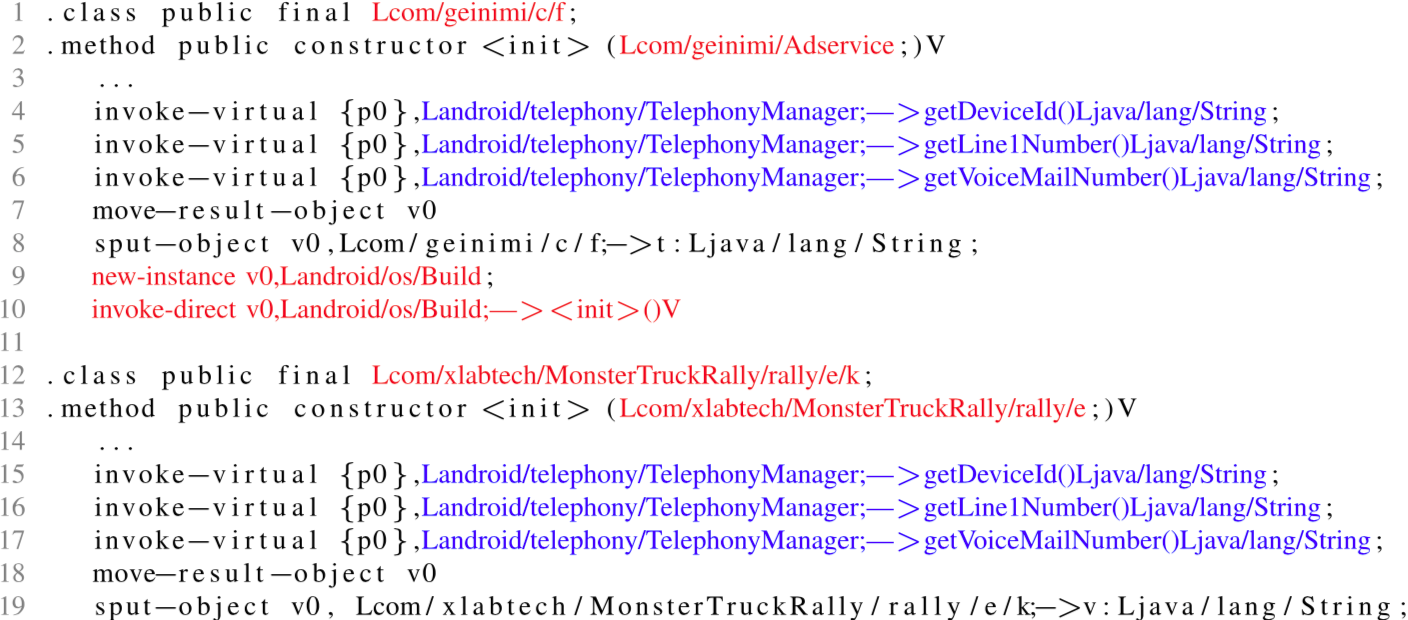 1 .class public final Lcom/geinimi/c/f;
2 .method public constructor <init> (Lcom/geinimi/Adservice;)V
3 ...
4 invoke-virtual {p0},Landroid/telephony/TelephonyManager;—>getDeviceId()Ljava/lang/String;
5 invoke-virtual {p0},Landroid/telephony/TelephonyManager;—>getLine1Number()Ljava/lang/String;
6 invoke-virtual {p0},Landroid/telephony/TelephonyManager;—>getVoiceMailNumber()Ljava/lang/String;
7 move-result-object v0
8 sput-object v0,Lcom/geinimi/c/f;—>t:Ljava/lang/String;
9 new-instance v0,Landroid/os/Build;
10 invoke-direct v0,Landroid/os/Build;—><init>()V
11
12 .class public final Lcom/xlabtech/MonsterTruckRally/rally/e/k;
13 .method public constructor <init> (Lcom/xlabtech/MonsterTruckRally/rally/e;)V
14 ...
15 invoke-virtual {p0},Landroid/telephony/TelephonyManager;—>getDeviceId()Ljava/lang/String;
16 invoke-virtual {p0},Landroid/telephony/TelephonyManager;—>getLine1Number()Ljava/lang/String;
17 invoke-virtual {p0},Landroid/telephony/TelephonyManager;—>getVoiceMailNumber()Ljava/lang/String;
18 move-result-object v0
19 sput-object v0, Lcom/xlabtech/MonsterTruckRally/rally/e/k;—>v:Ljava/lang/String;